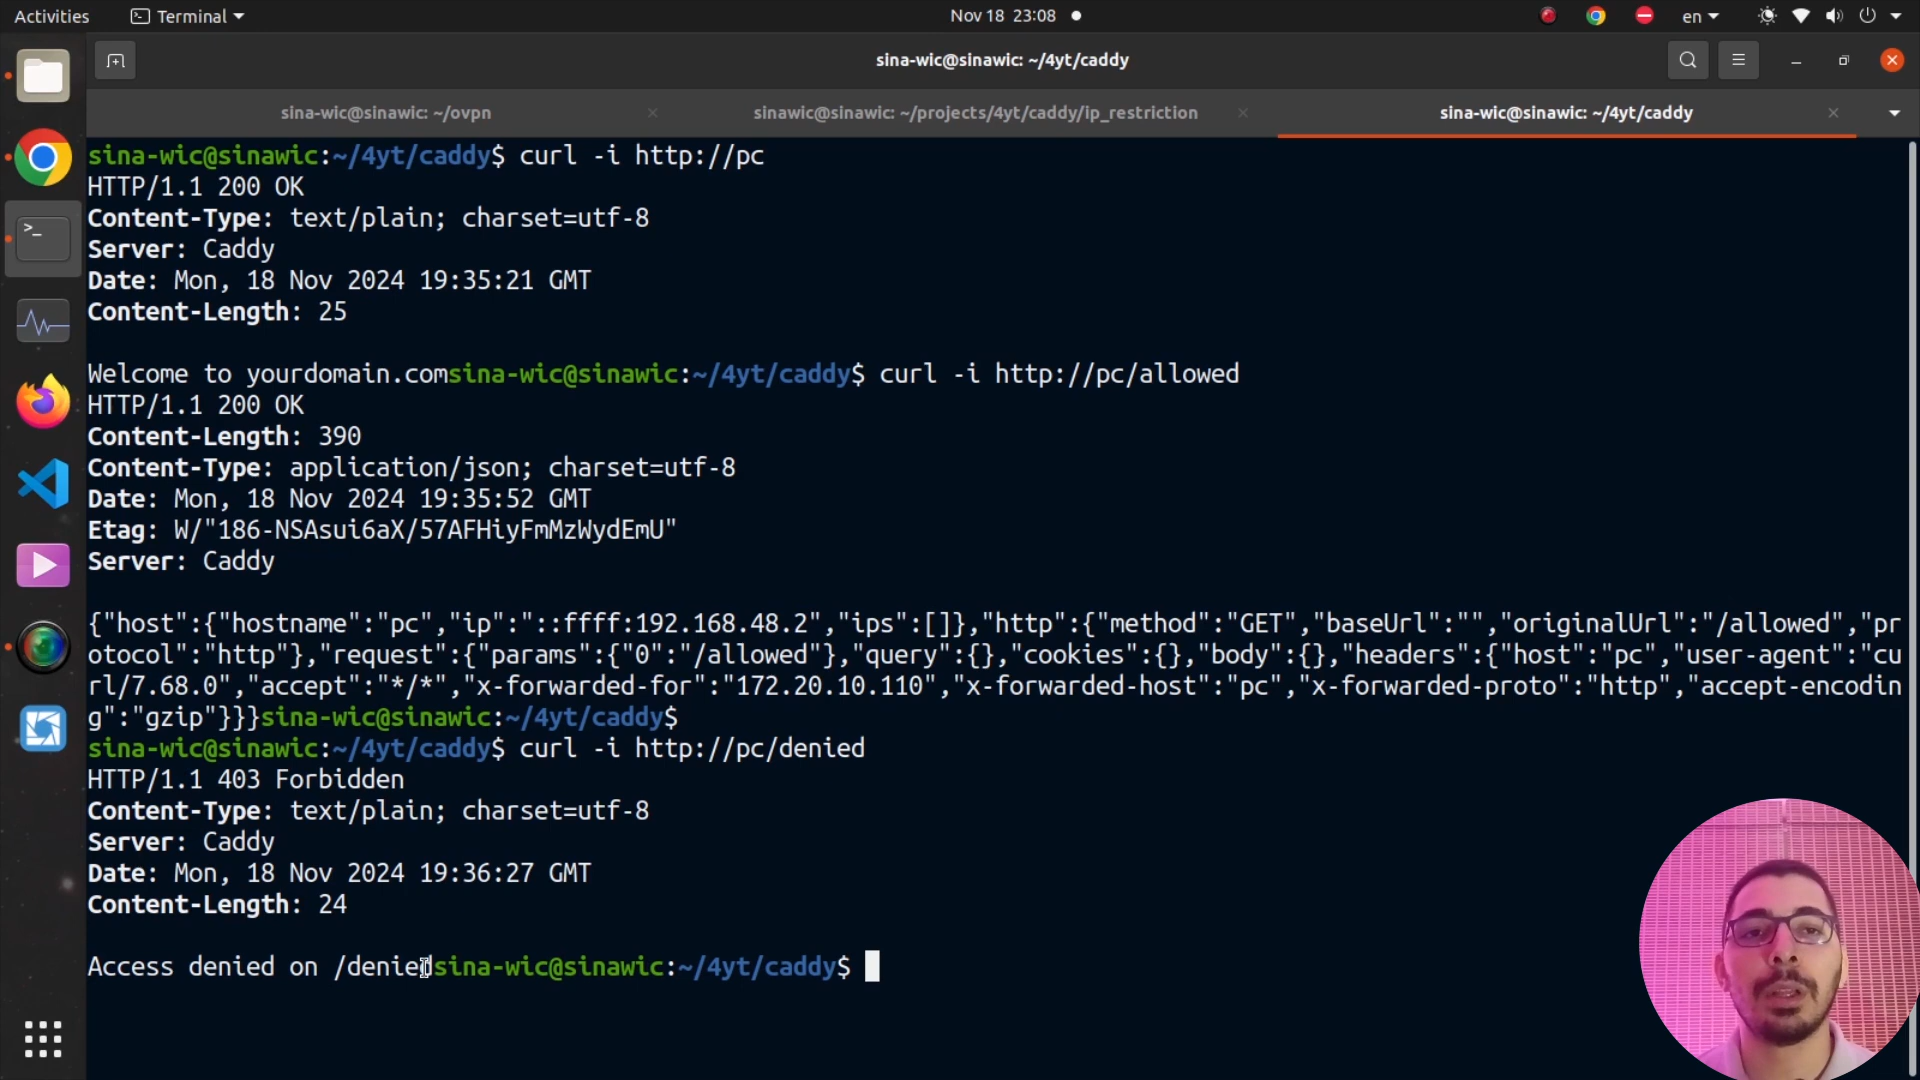 Activities
Terminal
Nov 18 23:08
en
sina-wic@sinawic: ~/4yt/caddy
sina-wic@sinawic: ~/ovpn
sinawic@sinawic: ~/projects/4yt/caddy/ip_restriction
sina-wic@sinawic: ~/4yt/caddy
sina-wic@sinawic:~/4yt/caddy$ curl -i http://pc
HTTP/1.1 200 OK
Content-Type: text/plain; charset=utf-8
Server: Caddy
Date: Mon, 18 Nov 2024 19:35:21 GMT
Content-Length: 25
Welcome to yourdomain.comsina-wic@sinawic:~/4yt/caddy$ curl -i http://pc/allowed
HTTP/1.1 200 OK
Content-Length: 390
Content-Type: application/json; charset=utf-8
Date: Mon, 18 Nov 2024 19:35:52 GMT
Etag: W/"186-NSAsui6aX/57AFHiyFmMzWydEmU"
Server: Caddy
{"host":{"hostname":"pc","ip":"::ffff:192.168.48.2","ips":[]},"http":{"method":"GET","baseUrl":"","originalUrl":"/allowed","pr
otocol":"http"},"request":{"params":{"0":"/allowed"},"query":{},"cookies":{},"body":{},"headers":{"host":"pc","user-agent":"cu
rl/7.68.0","accept":"*/*","x-forwarded-for":"172.20.10.110","x-forwarded-host":"pc","x-forwarded-proto":"http","accept-encodin
g":"gzip"}}}sina-wic@sinawic:~/4yt/caddy$
sina-wic@sinawic:~/4yt/caddy$ curl -i http://pc/denied
HTTP/1.1 403 Forbidden
Content-Type: text/plain; charset=utf-8
Server: Caddy
Date: Mon, 18 Nov 2024 19:36:27 GMT
Content-Length: 24
Access denied on /deniedsina-wic@sinawic:~/4yt/caddy$